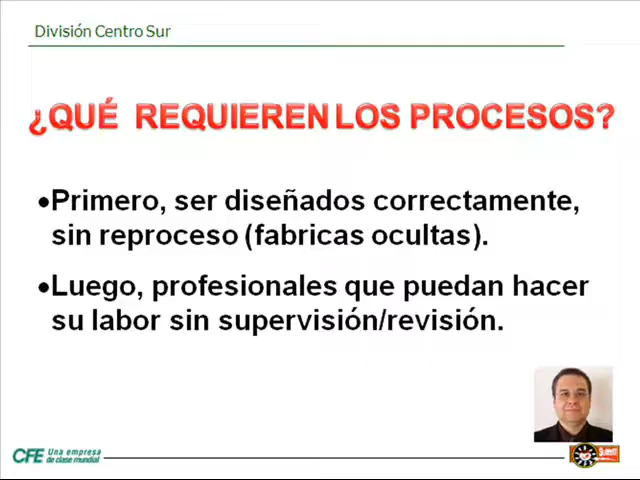 División Centro Sur
¿QUÉ REQUIEREN LOS PROCESOS?
•Primero, ser diseñados correctamente,
sin reproceso (fabricas ocultas).
•Luego, profesionales que puedan hacer
su labor sin supervisión/revisión.
CFE Una empresa
de clase mundial